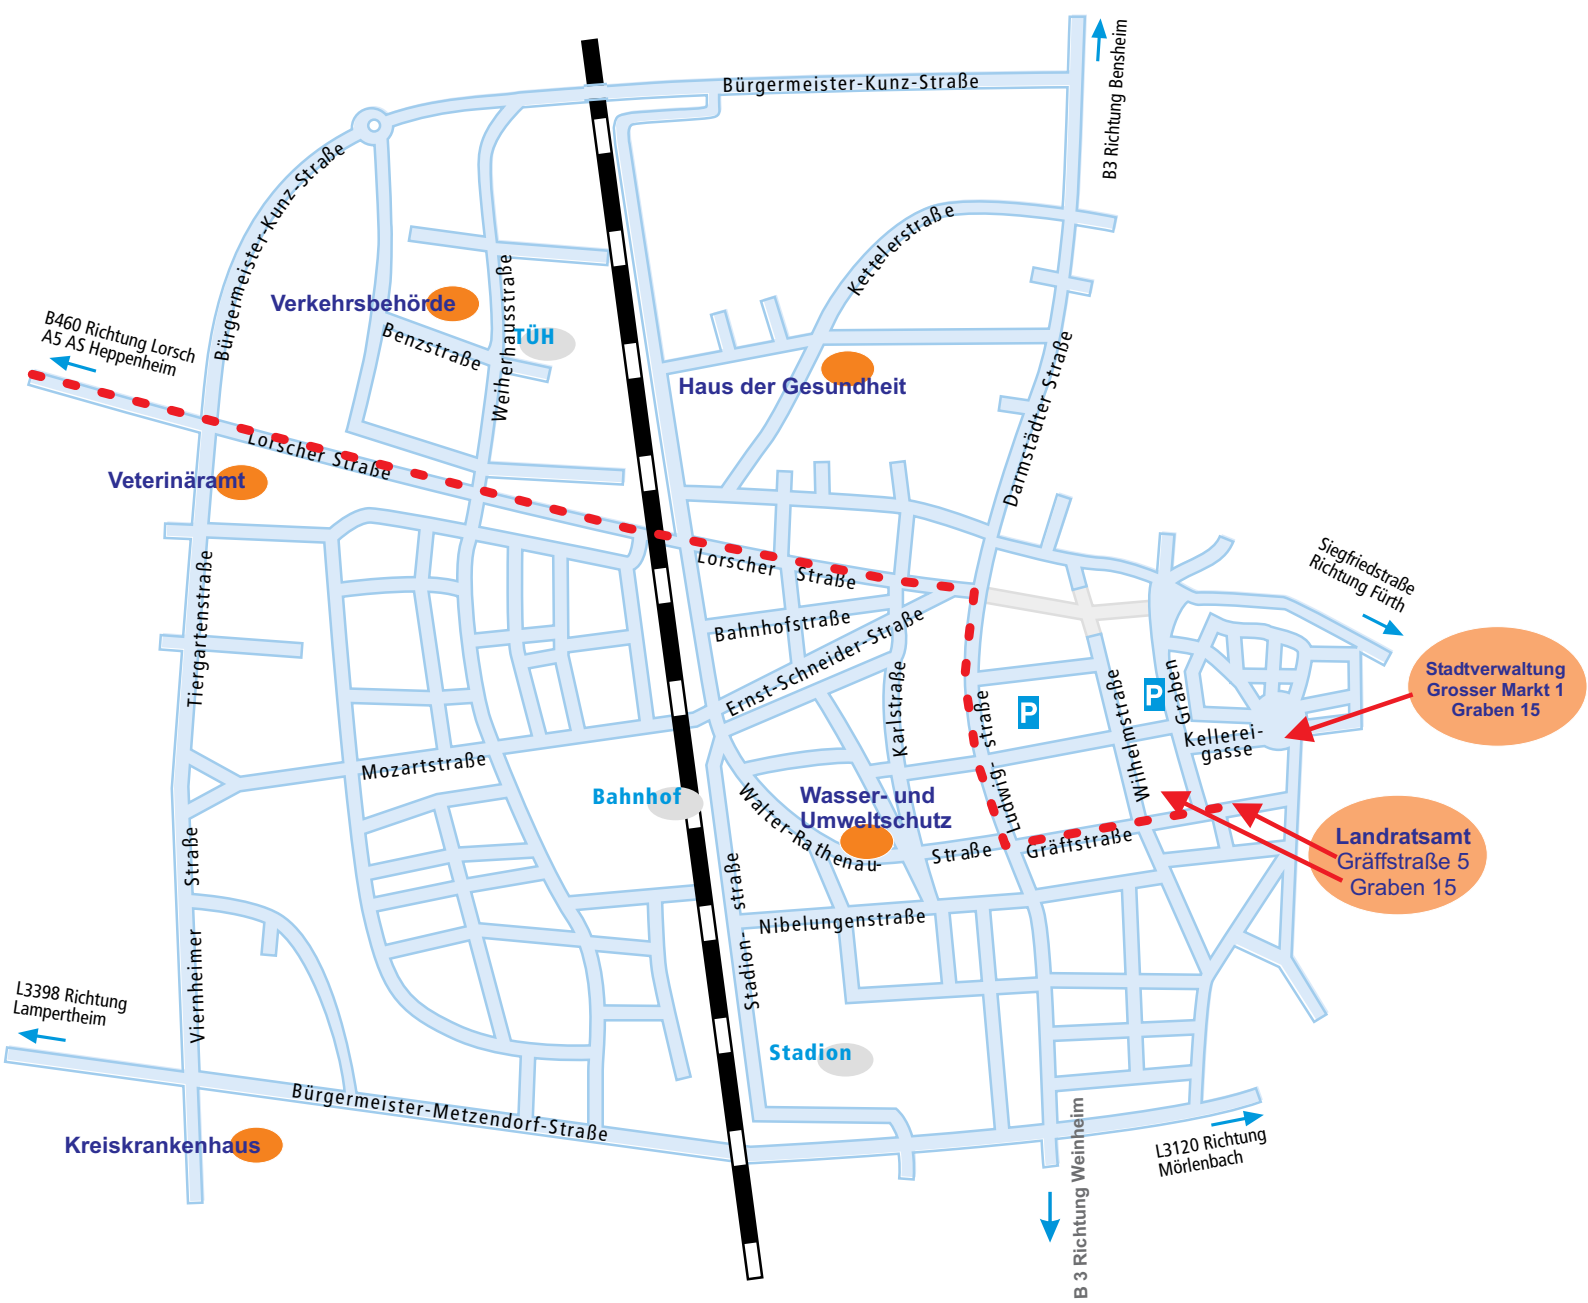 Bürgermeister-Kunz-Straße
B3 Richtung Bensheim
Bürgermeister-Kunz-Straße
Kettelerstraße
Verkehrsbehörde
TÜH
Benzstraße
Weiherhausstraße
B460 Richtung Lorsch
A5 AS Heppenheim
Haus der Gesundheit
Darmstädter Straße
Lorscher Straße
Veterinäramt
Lorscher Straße
Siegfriedstraße
Richtung Fürth
Tiergartenstraße
Bahnhofstraße
Ernst-Schneider-Straße
Karlstraße
Ludwig-
straße
P
Wilhelmstraße
P
Graben
Kellerei-
gasse
Stadtverwaltung
Grosser Markt 1
Graben 15
Mozartstraße
Bahnhof
Walter-Rathenau-
Straße
Wasser- und
Umweltschutz
Gräffstraße
Landratsamt
Gräffstraße 5
Graben 15
Viernheimer Straße
Nibelungenstraße
Stadion-
straße
L3398 Richtung
Lampertheim
Stadion
Bürgermeister-Metzendorf-Straße
Kreiskrankenhaus
L3120 Richtung
Mörlenbach
B 3 Richtung Weinheim